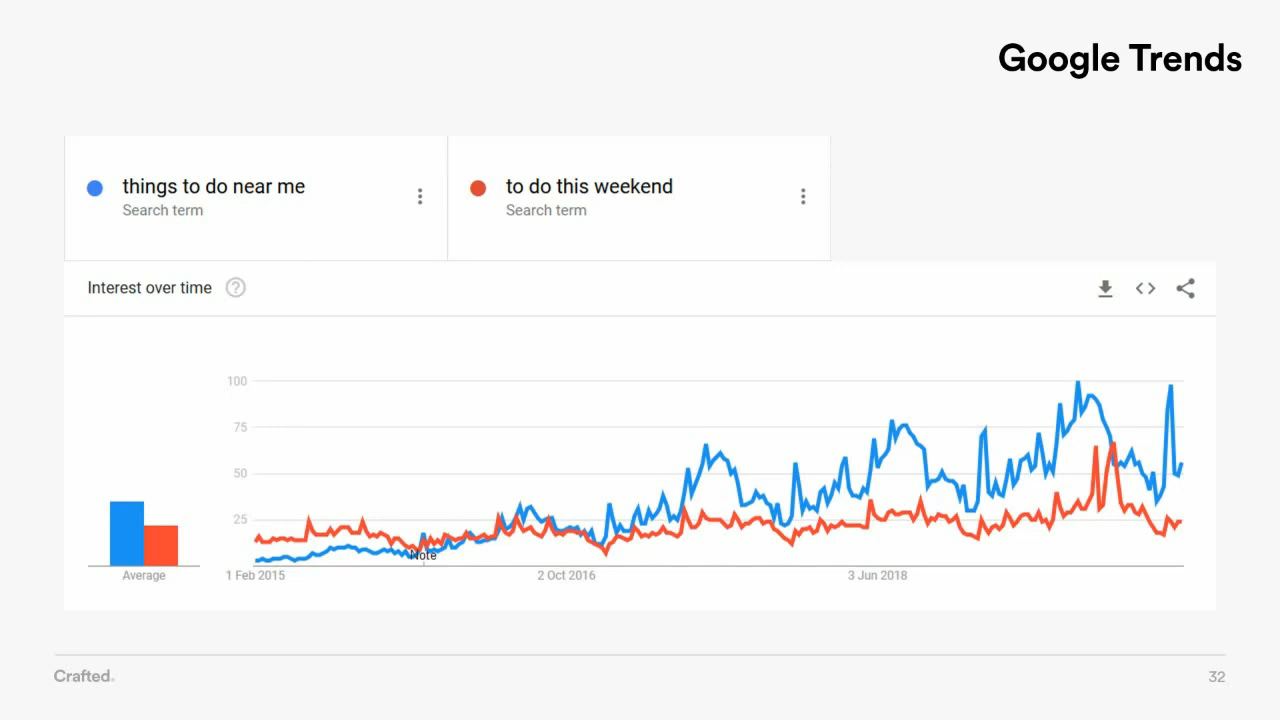 Google Trends
things to do near me
Search term
to do this weekend
Search term
Interest over time ?
100
75
50
25
Note
Average
1 Feb 2015
2 Oct 2016
3 Jun 2018
Crafted.
32